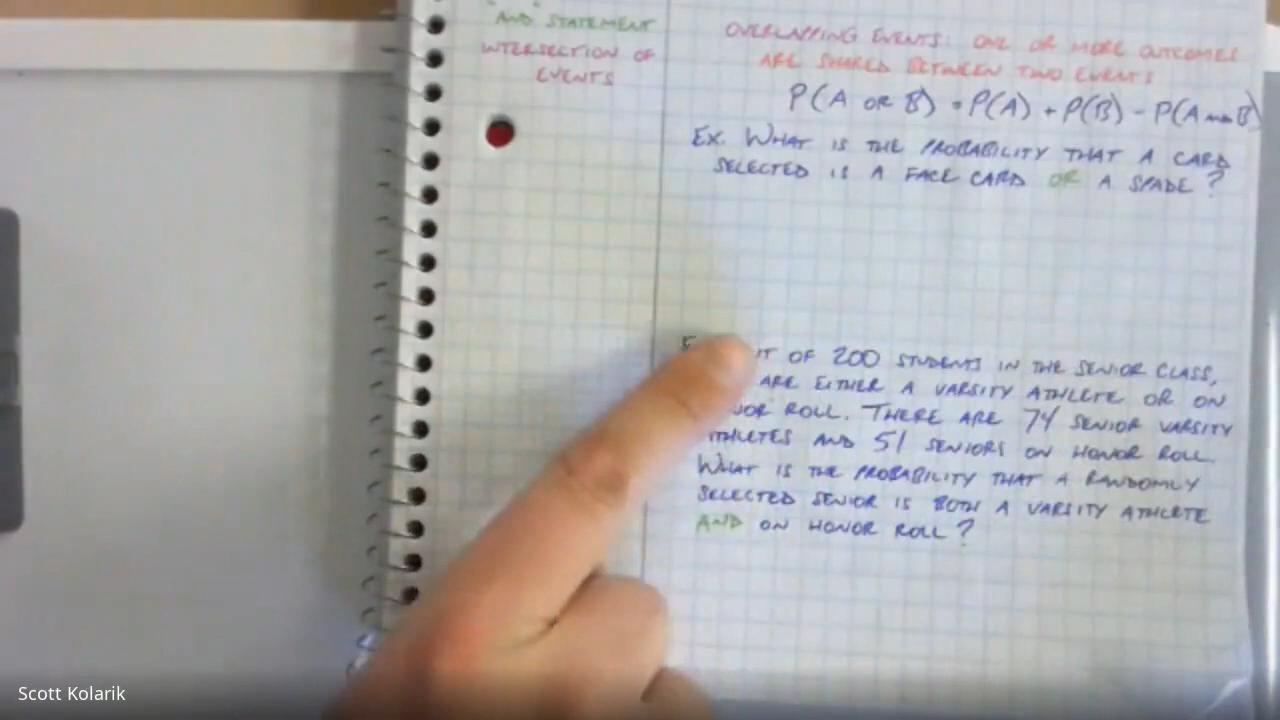 "AND" STATEMENT
INTERSECTION OF
EVENTS
OVERLAPPING EVENTS: ONE OR MORE OUTCOMES
ARE SHARED BETWEEN TWO EVENTS
P(A OR B) = P(A) + P(B) - P(A AND B)
EX. WHAT IS THE PROBABILITY THAT A CARD
SELECTED IS A FACE CARD OR A SPADE?
OF 200 STUDENTS IN THE SENIOR CLASS,
ARE EITHER A VARSITY ATHLETE OR ON
ROLL. THERE ARE 74 SENIOR VARSITY
ATHLETES AND 51 SENIORS ON HONOR ROLL.
WHAT IS THE PROBABILITY THAT A RANDOMLY
SELECTED SENIOR IS BOTH A VARSITY ATHLETE
AND ON HONOR ROLL?
Scott Kolarik